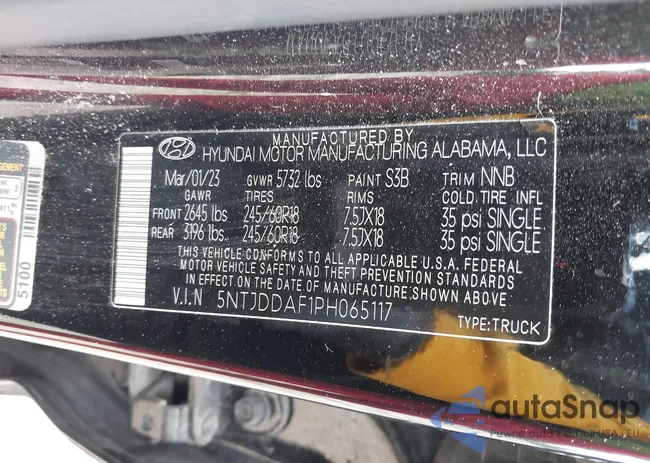 MANUFACTURED BY
HYUNDAI MOTOR MANUFACTURING ALABAMA, LLC
Mar/01/23 GVWR 5732 lbs PAINT S3B TRIM NNB
GAWR TIRES RIMS COLD TIRE INFL
FRONT 2645 lbs 245/60R18 7.5JX18 35 psi SINGLE
REAR 3196 lbs 245/60R18 7.5JX18 35 psi SINGLE
THIS VEHICLE CONFORMS TO ALL APPLICABLE U.S.A. FEDERAL
MOTOR VEHICLE SAFETY AND THEFT PREVENTION STANDARDS
IN EFFECT ON THE DATE OF MANUFACTURE SHOWN ABOVE.
V.I.N 5NTJDDAF1PH065117
TYPE:TRUCK
5100
autaSnap